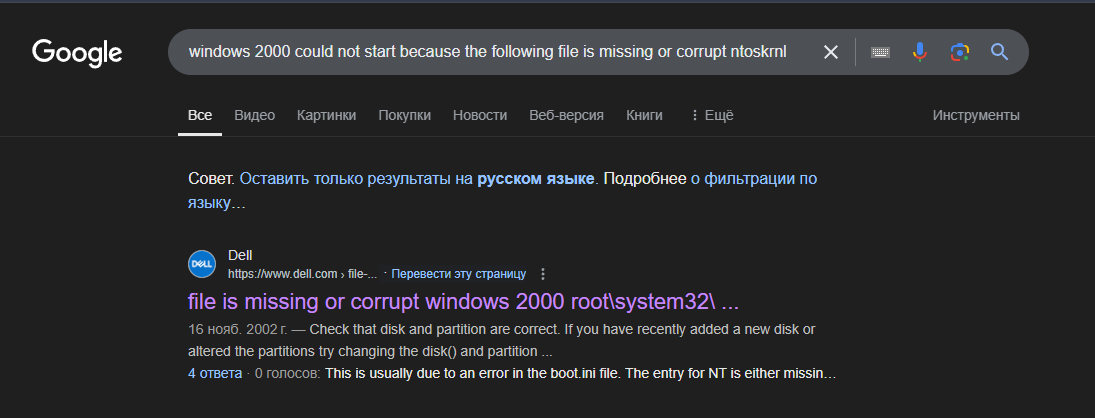 Google
windows 2000 could not start because the following file is missing or corrupt ntoskrnl
Все Видео Картинки Покупки Новости Веб-версия Книги Ещё Инструменты
Совет. Оставить только результаты на русском языке. Подробнее о фильтрации по
языку...
DELL
Dell
https://www.dell.com › file-... · Перевести эту страницу
file is missing or corrupt windows 2000 root\system32\ ...
16 нояб. 2002 г. — Check that disk and partition are correct. If you have recently added a new disk or
altered the partitions try changing the disk() and partition ...
4 ответа · 0 голосов: This is usually due to an error in the boot.ini file. The entry for NT is either missin...